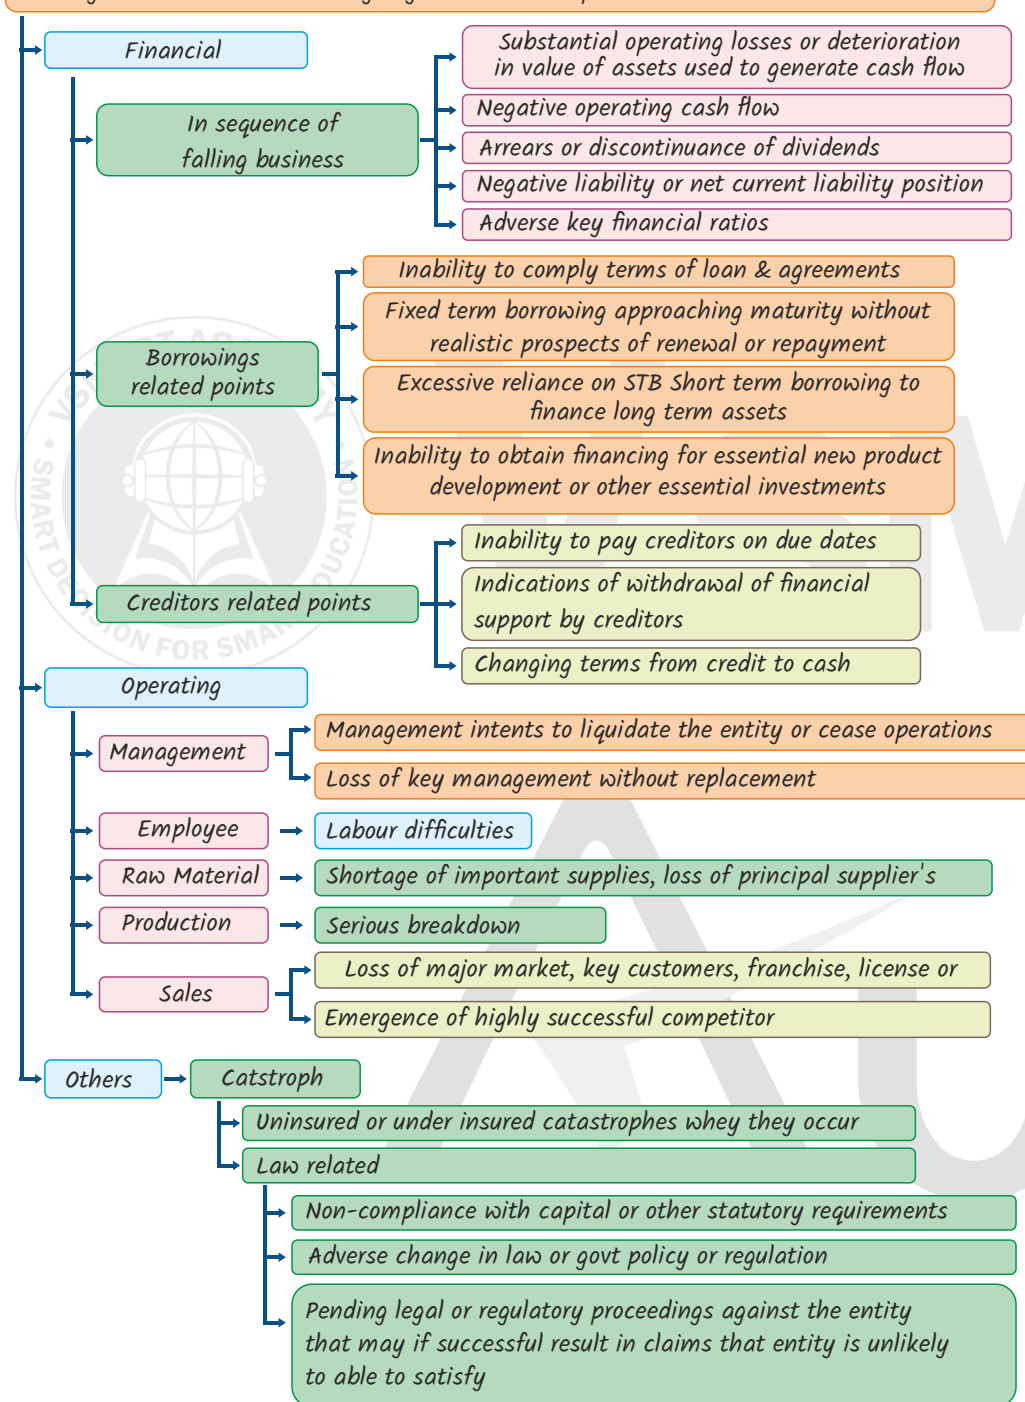 Financial
Substantial operating losses or deterioration
in value of assets used to generate cash flow
In sequence of
falling business
Negative operating cash flow
Arrears or discontinuance of dividends
Negative liability or net current liability position
Adverse key financial ratios
Inability to comply terms of loan & agreements
Fixed term borrowing approaching maturity without
realistic prospects of renewal or repayment
Borrowings
related points
Excessive reliance on STB Short term borrowing to
finance long term assets
Inability to obtain financing for essential new product
development or other essential investments
Inability to pay creditors on due dates
Creditors related points
Indications of withdrawal of financial
support by creditors
Changing terms from credit to cash
Operating
Management
Management intents to liquidate the entity or cease operations
Loss of key management without replacement
Employee
Labour difficulties
Raw Material
Shortage of important supplies, loss of principal supplier's
Production
Serious breakdown
Sales
Loss of major market, key customers, franchise, license or
Emergence of highly successful competitor
Others
Catstroph
Uninsured or under insured catastrophes whey they occur
Law related
Non-compliance with capital or other statutory requirements
Adverse change in law or govt policy or regulation
Pending legal or regulatory proceedings against the entity
that may if successful result in claims that entity is unlikely
to able to satisfy